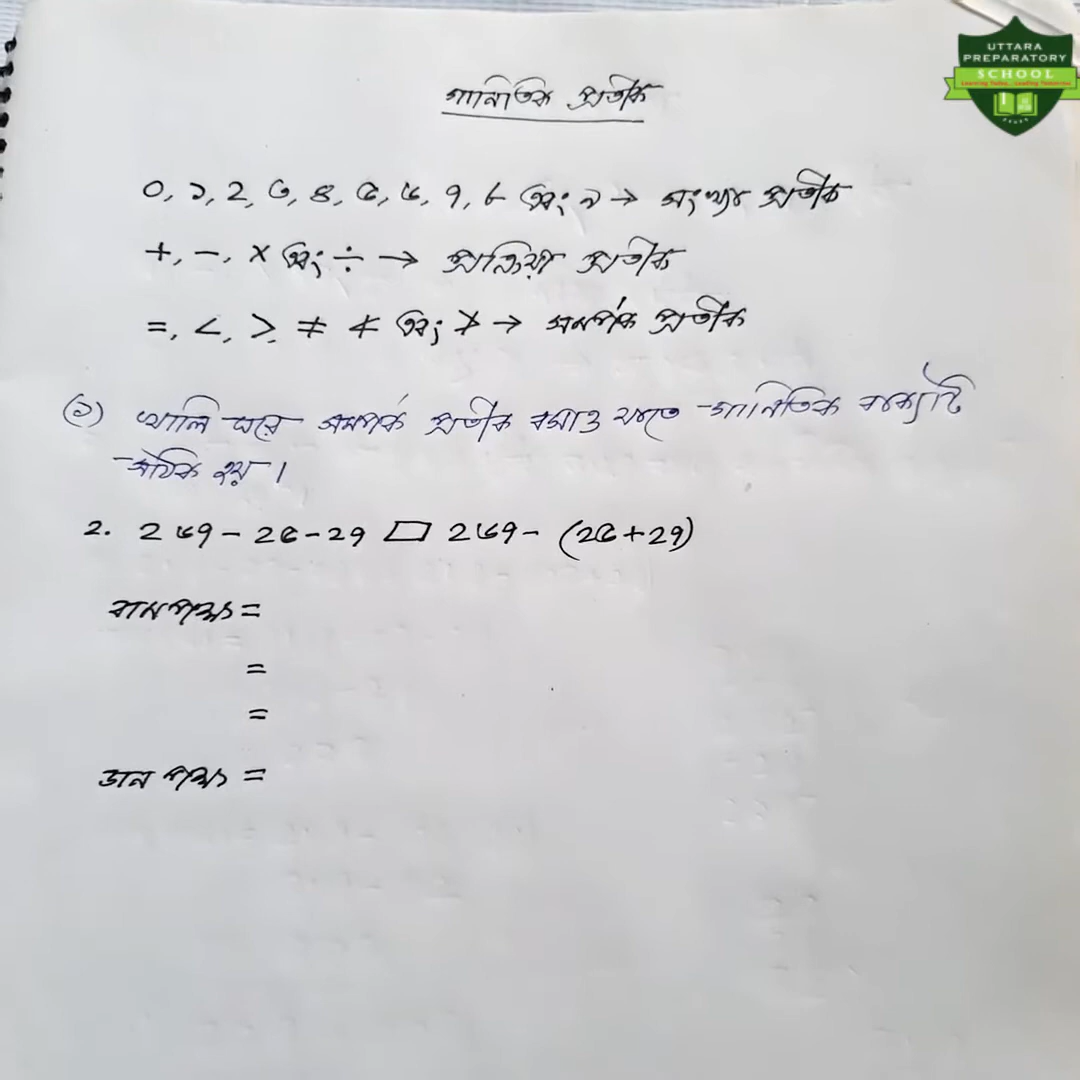 UTTARA
PREPARATORY
SCHOOL
গানিতিক প্রতীক
০, ১, ২, ৩, ৪, ৫, ৬, ৭, ৮ এবং ৯ → সংখ্যা প্রতীক
+, −, × এবং ÷ → প্রক্রিয়া প্রতীক
=, <, >, ≠ ≮ এবং ≯ → সম্পর্ক প্রতীক
(১) খালি ঘরে সম্পর্ক প্রতীক বসাও যাতে গানিতিক বাক্যটি
সঠিক হয়।
২. ২৬৭ − ২৫ − ২৭ ▭ ২৬৭ − (২৫+২৭)
বামপক্ষ =
=
=
ডান পক্ষ =